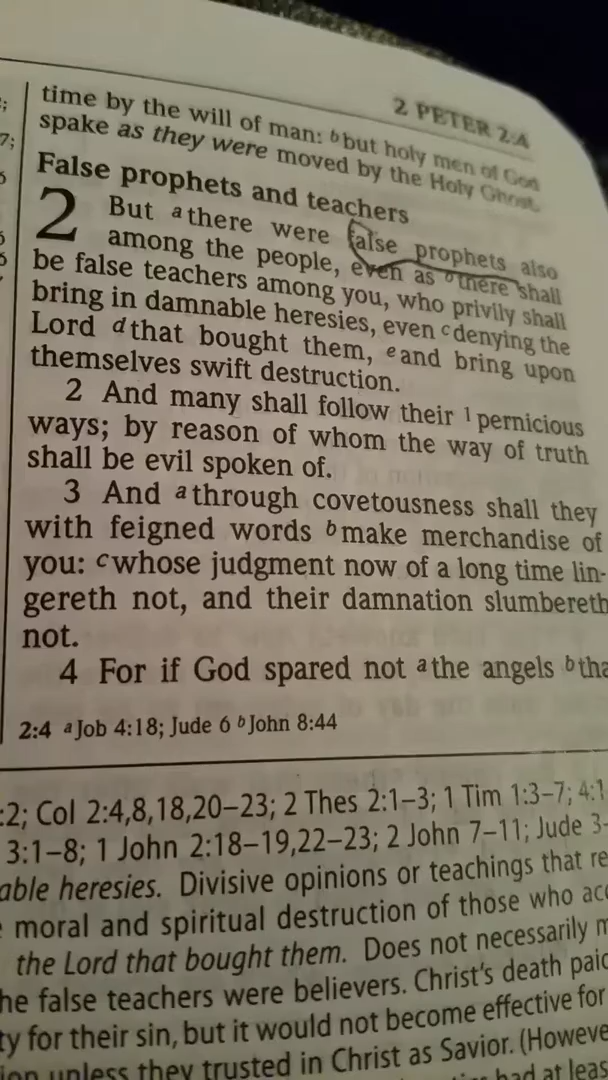 2 PETER 2:4
time by the will of man: b but holy men of God
spake as they were moved by the Holy Ghost.
False prophets and teachers
2 But a there were false prophets also
among the people, even as b there shall
be false teachers among you, who privily shall
bring in damnable heresies, even c denying the
Lord d that bought them, e and bring upon
themselves swift destruction.
2 And many shall follow their 1 pernicious
ways; by reason of whom the way of truth
shall be evil spoken of.
3 And a through covetousness shall they
with feigned words b make merchandise of
you: c whose judgment now of a long time lin-
gereth not, and their damnation slumbereth
not.
4 For if God spared not a the angels b tha
2:4 a Job 4:18; Jude 6 b John 8:44
:2; Col 2:4,8,18,20–23; 2 Thes 2:1–3; 1 Tim 1:3–7; 4:1
3:1–8; 1 John 2:18–19,22–23; 2 John 7–11; Jude 3–
able heresies. Divisive opinions or teachings that re
moral and spiritual destruction of those who acc
the Lord that bought them. Does not necessarily m
he false teachers were believers. Christ's death paid
ty for their sin, but it would not become effective for
ion unless they trusted in Christ as Savior. (Howeve
had at leas